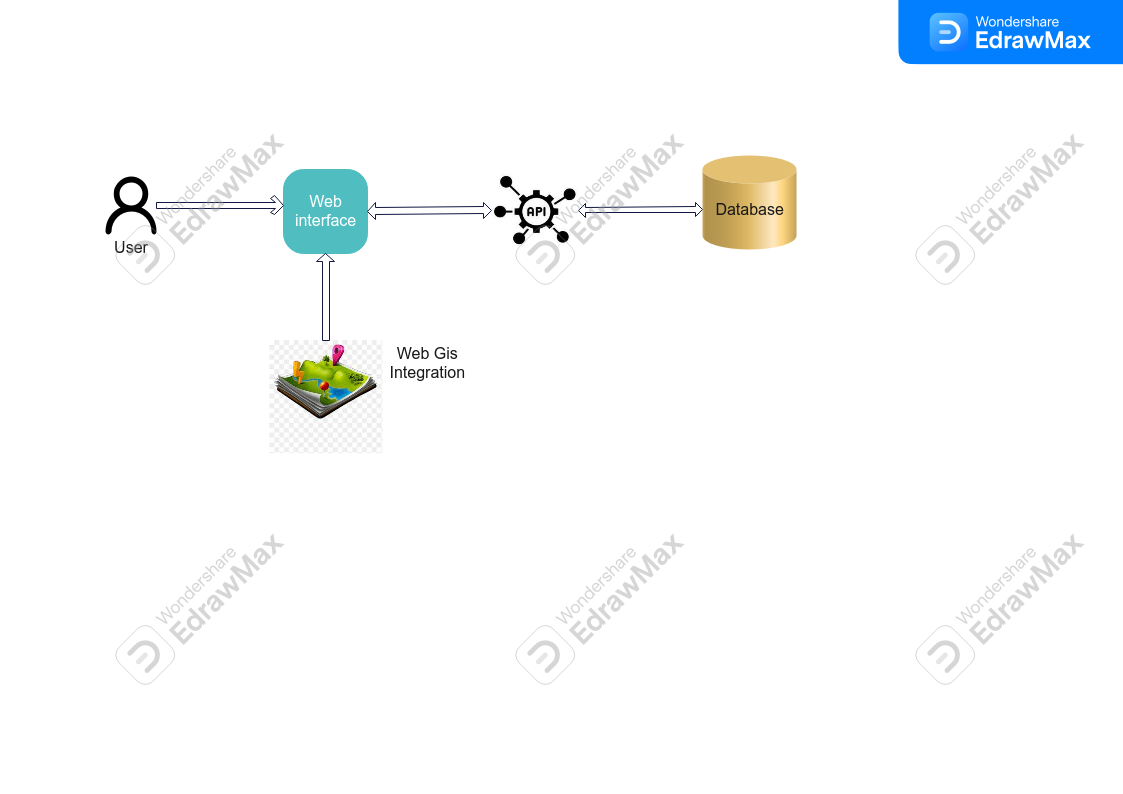 Wondershare
EdrawMax
Wondershare
EdrawMax
Wondershare
EdrawMax
Wondershare
EdrawMax
User
Web
interface
API
Database
Web Gis
Integration
Wondershare
EdrawMax
Wondershare
EdrawMax
Wondershare
EdrawMax